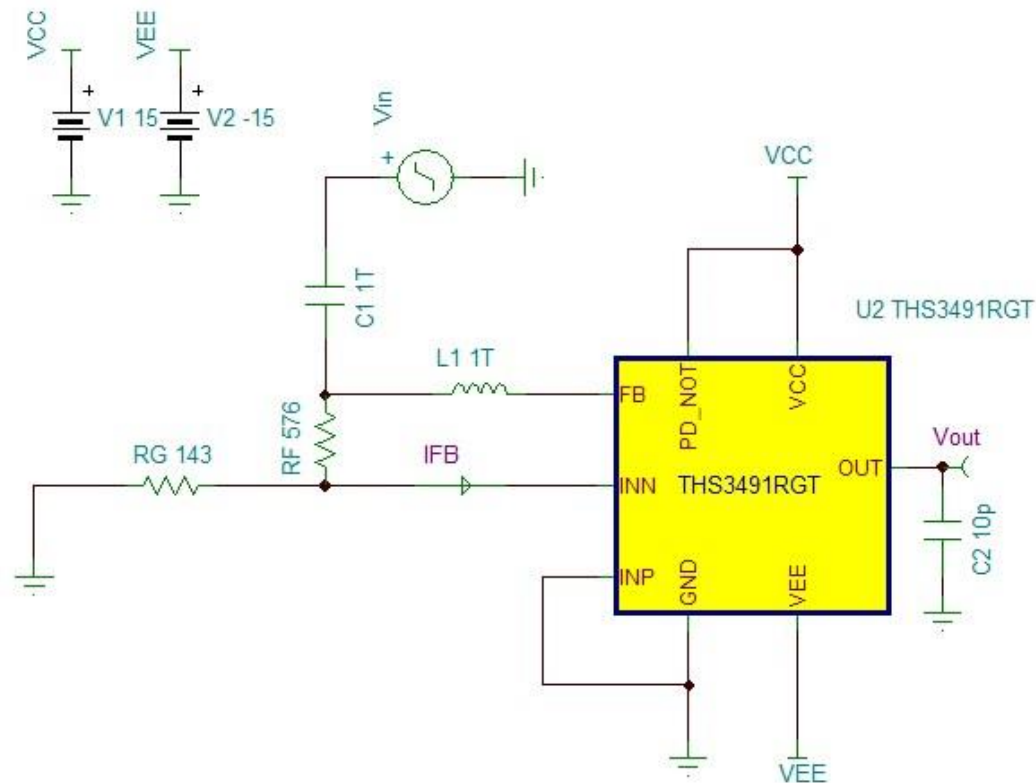 VCC
VEE
+
+
V1 15
V2 -15
Vin
+
VCC
C1 1T
U2 THS3491RGT
L1 1T
FB
PD_NOT
VCC
RF 576
RG 143
IFB
Vout
OUT
INN
THS3491RGT
C2 10p
INP
GND
VEE
VEE